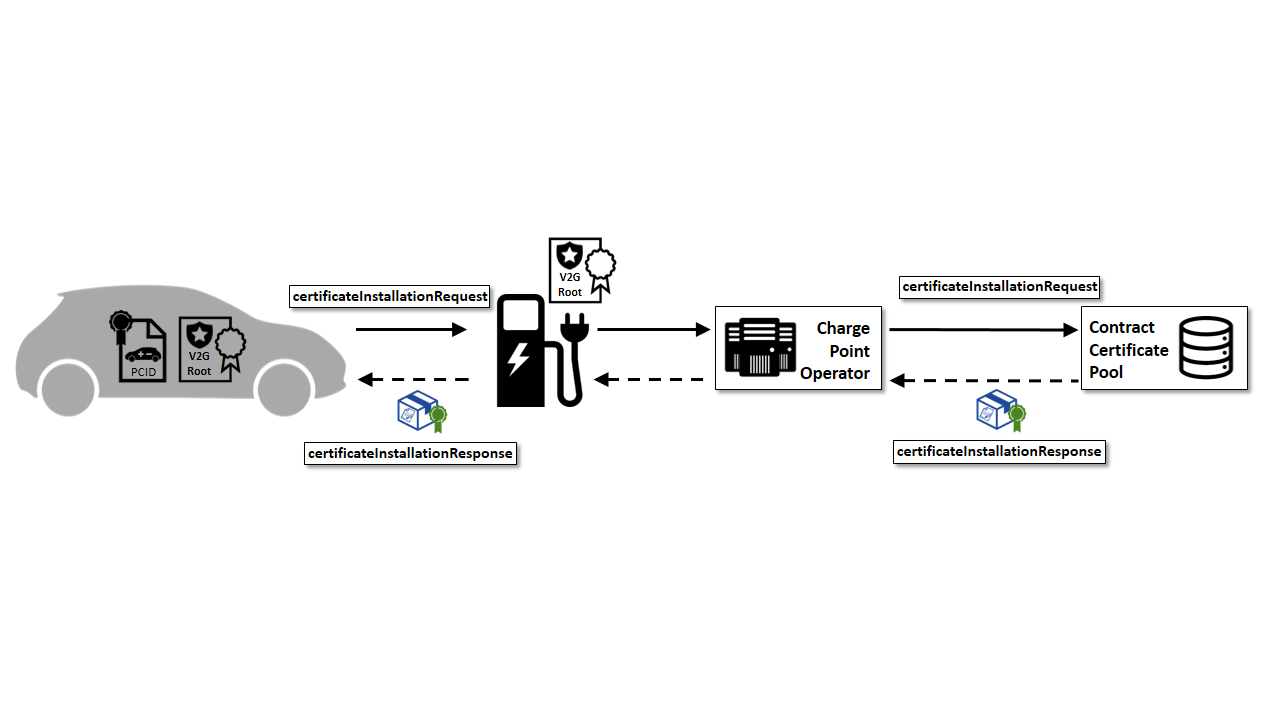 PCID
V2G
Root
certificateInstallationRequest
certificateInstallationResponse
V2G
Root
Charge
Point
Operator
certificateInstallationRequest
Contract
Certificate
Pool
certificateInstallationResponse